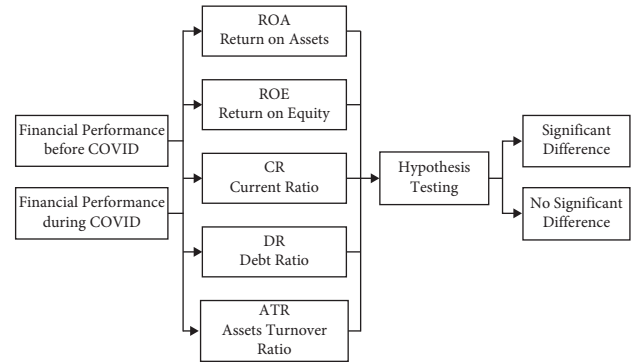 Financial Performance
before COVID
Financial Performance
during COVID
ROA
Return on Assets
ROE
Return on Equity
CR
Current Ratio
DR
Debt Ratio
ATR
Assets Turnover
Ratio
Hypothesis
Testing
Significant
Difference
No Significant
Difference